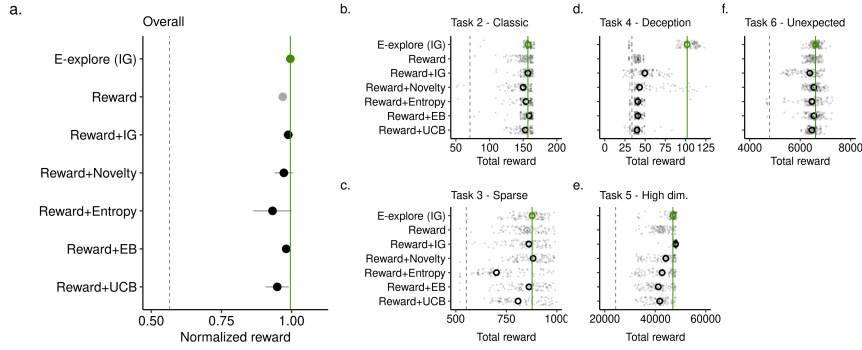 a.
Overall
E-explore (IG)
Reward
Reward+IG
Reward+Novelty
Reward+Entropy
Reward+EB
Reward+UCB
0.50 0.75 1.00
Normalized reward
b.
Task 2 - Classic
E-explore (IG)
Reward
Reward+IG
Reward+Novelty
Reward+Entropy
Reward+EB
Reward+UCB
50 100 150 200
Total reward
d.
Task 4 - Deception
0 25 50 75 100 125
Total reward
f.
Task 6 - Unexpected
4000 6000 8000
Total reward
c.
Task 3 - Sparse
E-explore (IG)
Reward
Reward+IG
Reward+Novelty
Reward+Entropy
Reward+EB
Reward+UCB
500 750 1000
Total reward
e.
Task 5 - High dim.
20000 40000 60000
Total reward